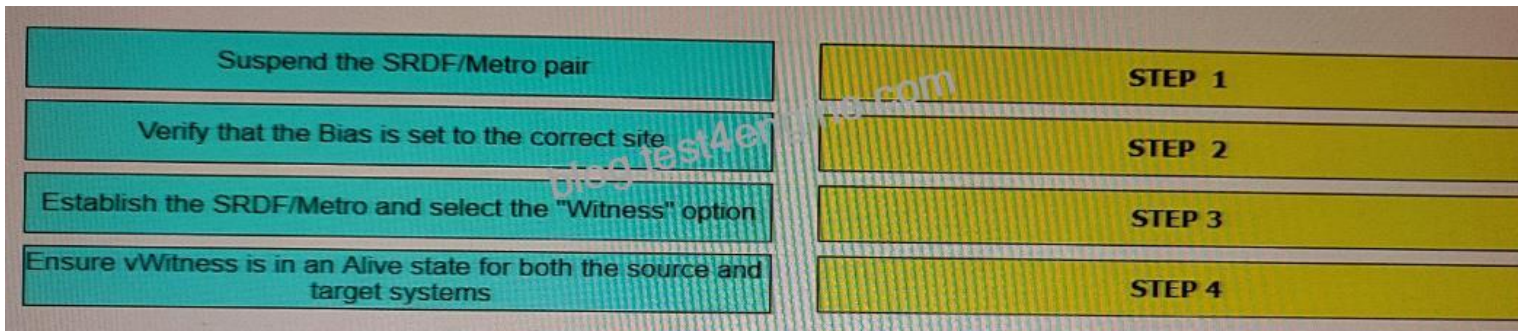 Suspend the SRDF/Metro pair
STEP 1
Verify that the Bias is set to the correct site
STEP 2
Establish the SRDF/Metro and select the "Witness" option
STEP 3
Ensure vWitness is in an Alive state for both the source and
target systems
STEP 4